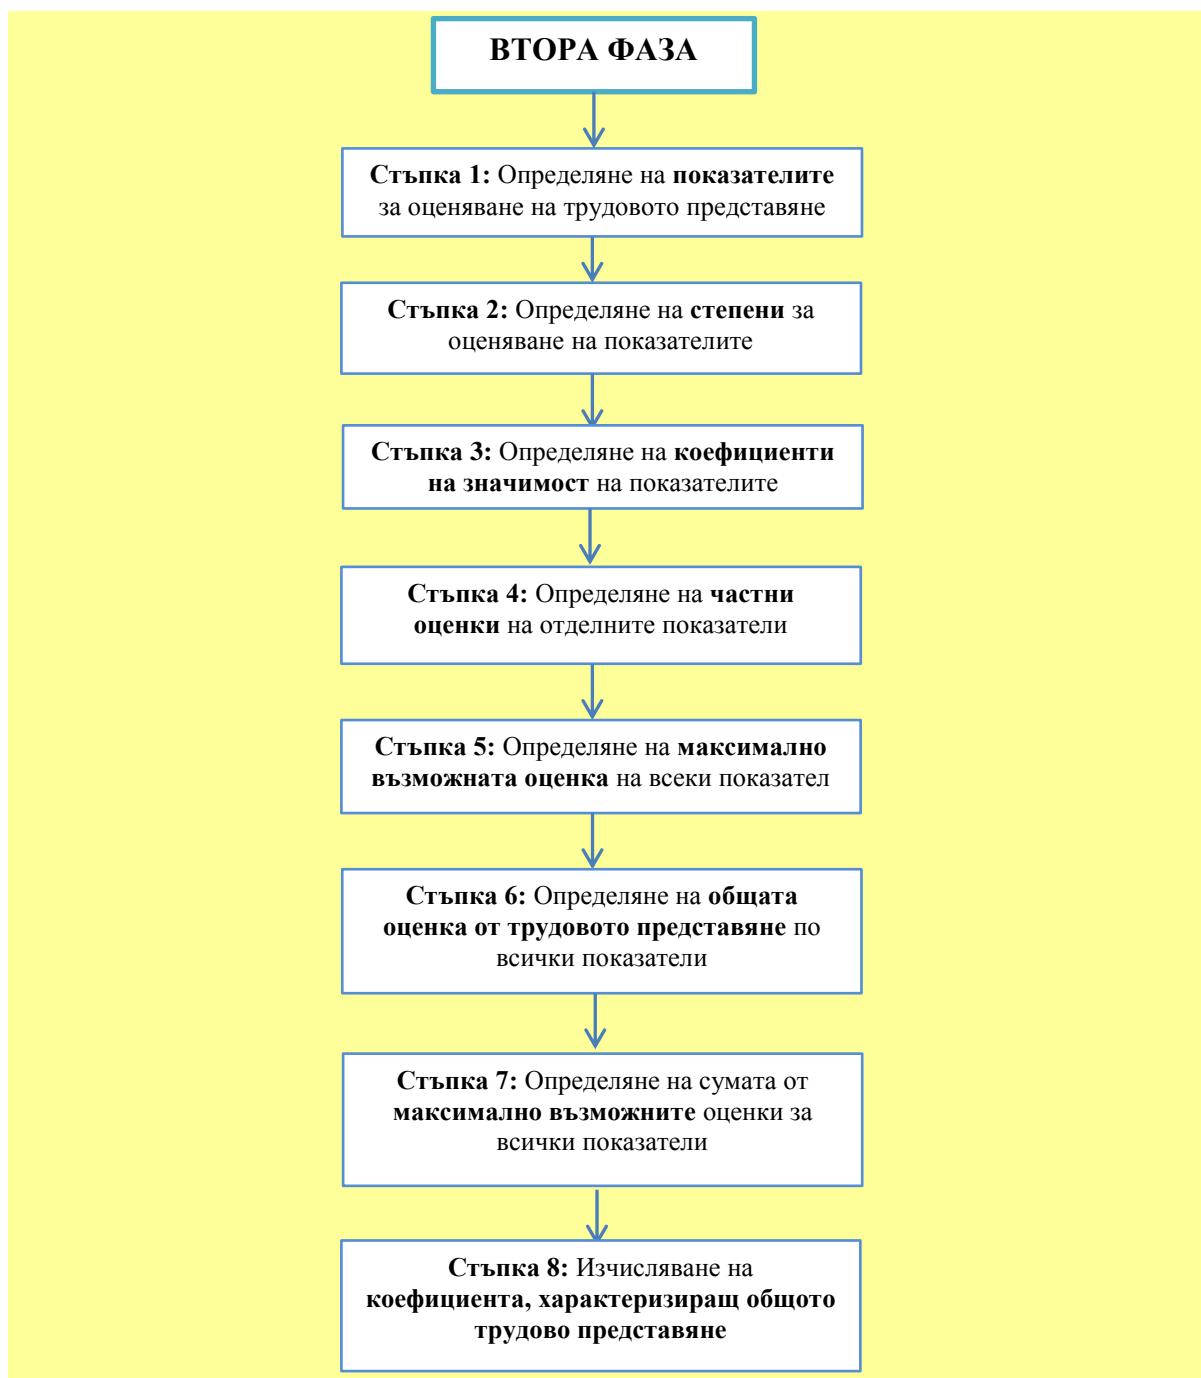 ВТОРА ФАЗА
Стъпка 1: Определяне на показателите
за оценяване на трудовото представяне
Стъпка 2: Определяне на степени за
оценяване на показателите
Стъпка 3: Определяне на коефициенти
на значимост на показателите
Стъпка 4: Определяне на частни
оценки на отделните показатели
Стъпка 5: Определяне на максимално
възможната оценка на всеки показател
Стъпка 6: Определяне на общата
оценка от трудовото представяне по
всички показатели
Стъпка 7: Определяне на сумата от
максимално възможните оценки за
всички показатели
Стъпка 8: Изчисляване на
коефициента, характеризиращ общото
трудово представяне